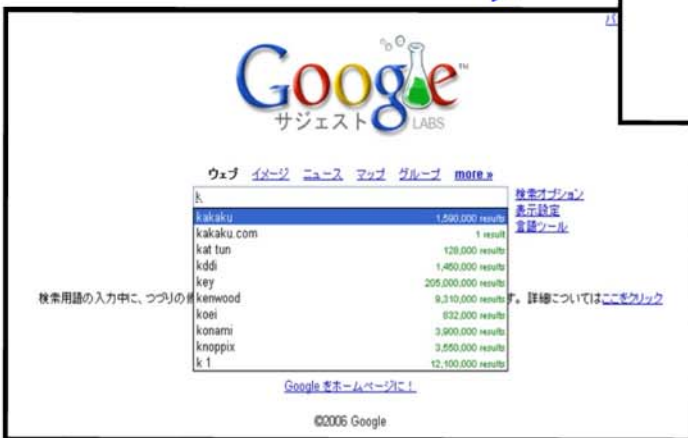 Google™
サジェスト LABS
ウェブ イメージ ニュース マップ グループ more »
k
検索オプション
表示設定
言語ツール
kakaku 1,590,000 results
kakaku.com 1 result
kat tun 128,000 results
kddi 1,460,000 results
key 205,000,000 results
kenwood 9,310,000 results
koei 832,000 results
konami 3,900,000 results
knoppix 3,550,000 results
k 1 12,100,000 results
検索用語の入力中に、つづりの す。詳細についてはここをクリック
Google をホームページに!
©2006 Google